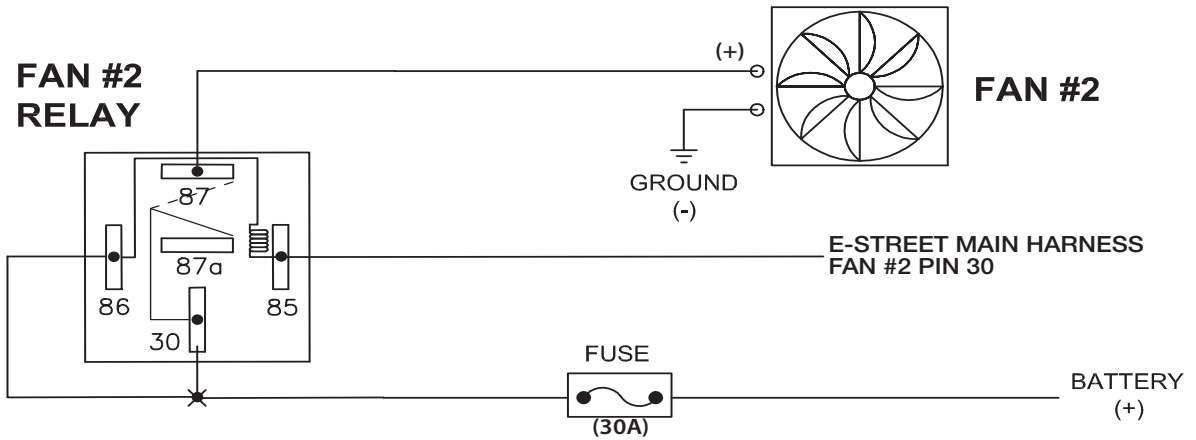 FAN #2
RELAY
(+)
FAN #2
GROUND
(-)
87
87a
86
85
30
E-STREET MAIN HARNESS
FAN #2 PIN 30
FUSE
(30A)
BATTERY
(+)